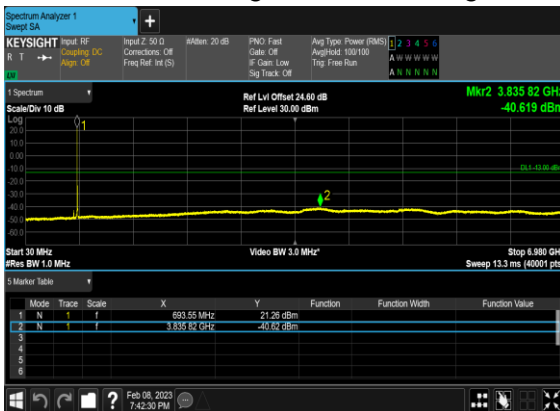 Spectrum Analyzer 1
Swept SA
KEYSIGHT Input: RF Input Z: 50 Ω #Atten: 20 dB PNO: Fast Avg Type: Power (RMS) 1 2 3 4 5 6
R T Coupling: DC Corrections: Off Gate: Off Avg|Hold: 100/100 A W W W W W
Align: Off Freq Ref: Int (S) IF Gain: Low Trig: Free Run
Sig Track: Off A N N N N N
LV
1 Spectrum Ref Lvl Offset 24.60 dB Mkr2 3.835 82 GHz
Scale/Div 10 dB Ref Level 30.00 dBm -40.619 dBm
Log
20.0 1
10.0
0.00
-10.0 DL1 -13.00 dBm
-20.0
-30.0 2
-40.0
-50.0
-60.0
Start 30 MHz Video BW 3.0 MHz* Stop 6.980 GHz
#Res BW 1.0 MHz Sweep 13.3 ms (40001 pts)
5 Marker Table
Mode Trace Scale X Y Function Function Width Function Value
1 N 1 f 693.55 MHz 21.26 dBm
2 N 1 f 3.835 82 GHz -40.62 dBm
3
4
5
6
? Feb 08, 2023
7:42:30 PM